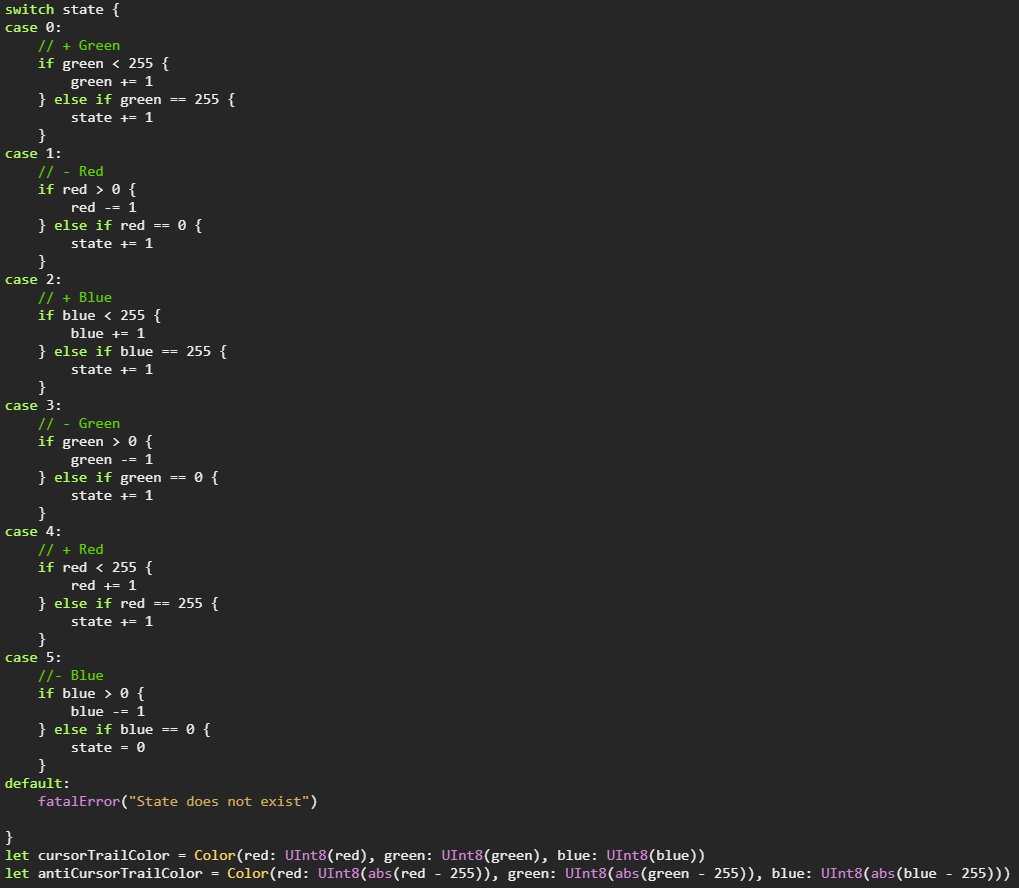 switch state {
case 0:
    // + Green
    if green < 255 {
        green += 1
    } else if green == 255 {
        state += 1
    }
case 1:
    // - Red
    if red > 0 {
        red -= 1
    } else if red == 0 {
        state += 1
    }
case 2:
    // + Blue
    if blue < 255 {
        blue += 1
    } else if blue == 255 {
        state += 1
    }
case 3:
    // - Green
    if green > 0 {
        green -= 1
    } else if green == 0 {
        state += 1
    }
case 4:
    // + Red
    if red < 255 {
        red += 1
    } else if red == 255 {
        state += 1
    }
case 5:
    //- Blue
    if blue > 0 {
        blue -= 1
    } else if blue == 0 {
        state = 0
    }
default:
    fatalError("State does not exist")

}
let cursorTrailColor = Color(red: UInt8(red), green: UInt8(green), blue: UInt8(blue))
let antiCursorTrailColor = Color(red: UInt8(abs(red - 255)), green: UInt8(abs(green - 255)), blue: UInt8(abs(blue - 255)))